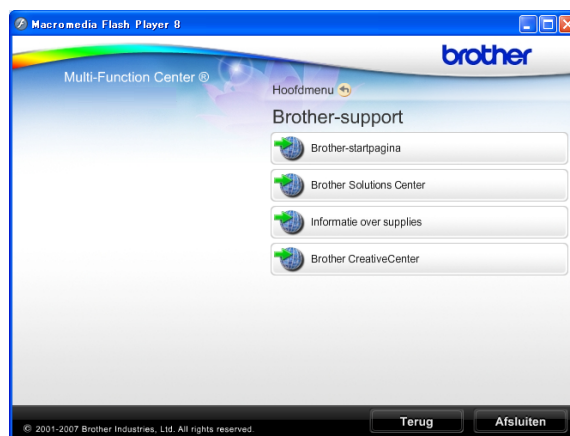 Macromedia Flash Player 8
brother
Multi-Function Center ®
Hoofdmenu
Brother-support
Brother-startpagina
Brother Solutions Center
Informatie over supplies
Brother CreativeCenter
Terug
Afsluiten
© 2001-2007 Brother Industries, Ltd. All rights reserved.